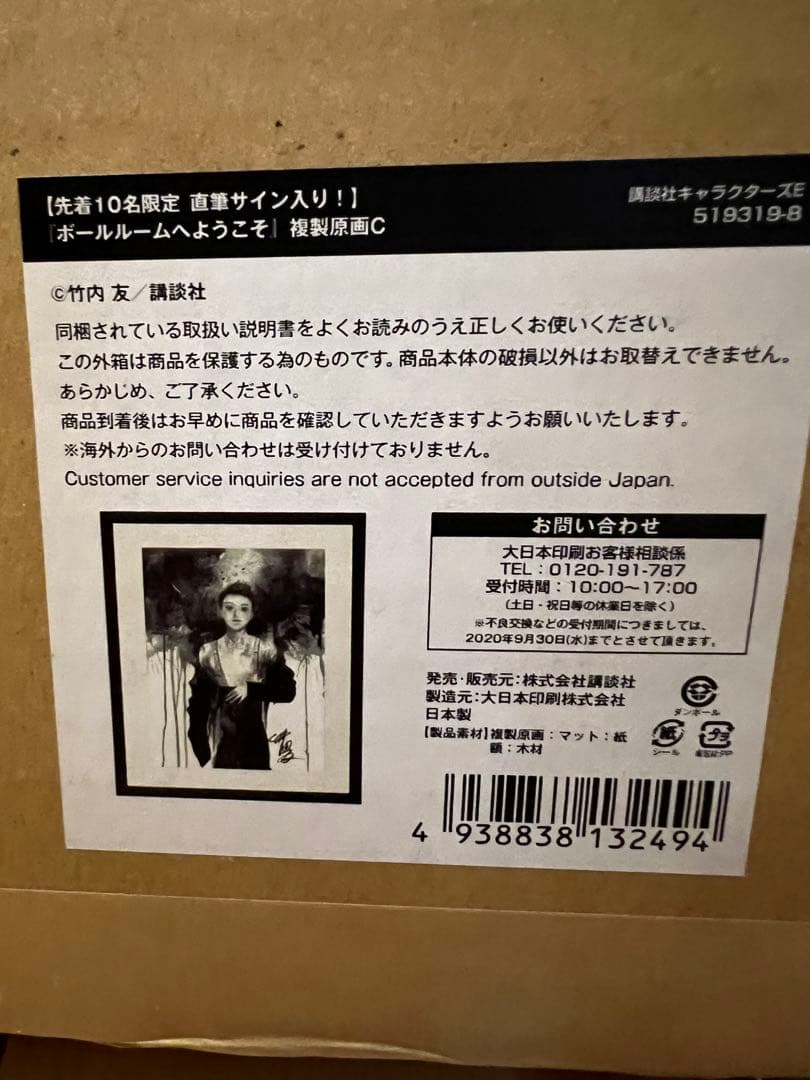 【先着10名限定 直筆サイン入り！】
『ボールルームへようこそ』 複製原画C
講談社キャラクターズE
519319-8
©竹内 友／講談社
同梱されている取扱い説明書をよくお読みのうえ正しくお使いください。
この外箱は商品を保護する為のものです。商品本体の破損以外はお取替えできません。
あらかじめ、ご了承ください。
商品到着後はお早めに商品を確認していただきますようお願いいたします。
※海外からのお問い合わせは受け付けておりません。
Customer service inquiries are not accepted from outside Japan.
お問い合わせ
大日本印刷お客様相談係
TEL：0120-191-787
受付時間：10:00～17:00
（土日・祝日等の休業日を除く）
※不良交換などの受付期間につきましては、
2020年9月30日(水)までとさせて頂きます。
発売・販売元：株式会社講談社
製造元：大日本印刷株式会社
日本製
【製品素材】複製原画：マット：紙
額：木材
ダンボール
紙
シール
プラ
4 938838 132494